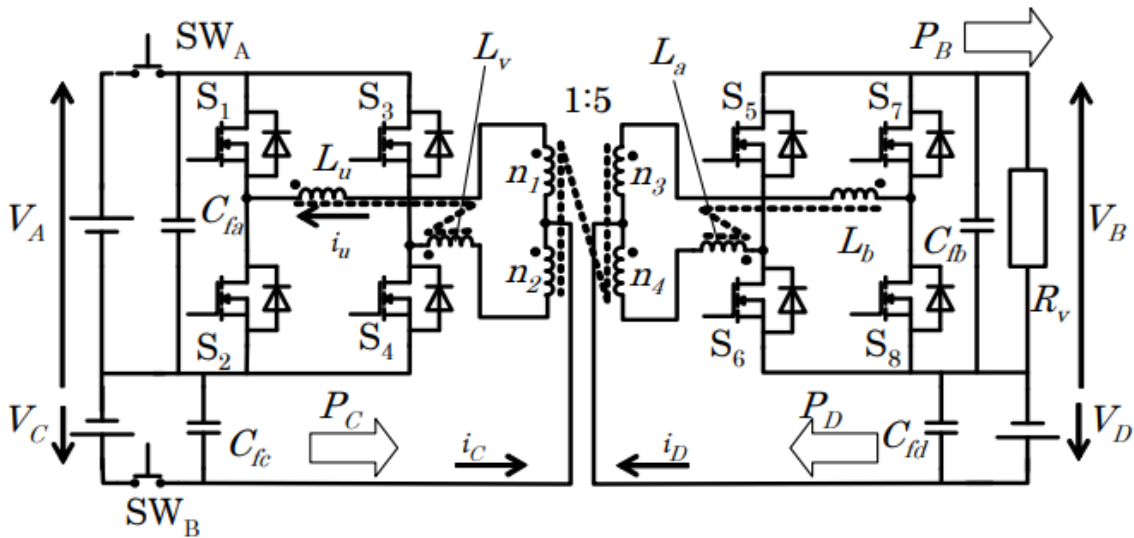 SW_A
L_v
L_a
P_B
1:5
S_1
S_3
S_5
S_7
L_u
n_1
n_3
V_A
C_fa
i_u
L_b
C_fb
V_B
n_2
n_4
R_v
S_2
S_4
S_6
S_8
V_C
P_C
P_D
V_D
C_fc
i_C
i_D
C_fd
SW_B